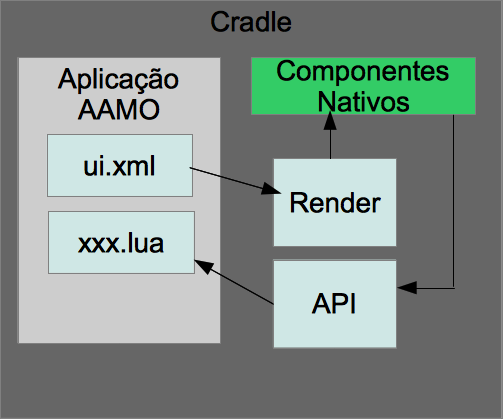 Cradle
Aplicação
AAMO
ui.xml
xxx.lua
Componentes
Nativos
Render
API